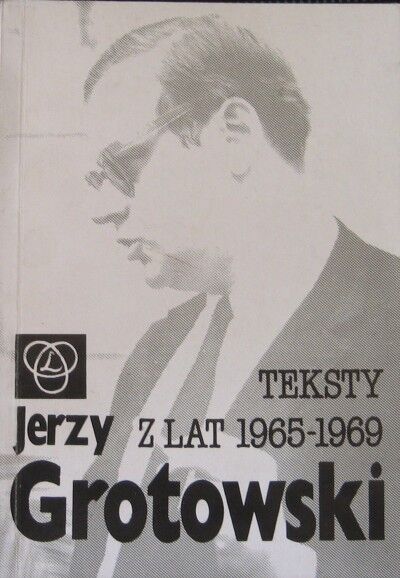 L
TEKSTY
Jerzy Z LAT 1965-1969
Grotowski